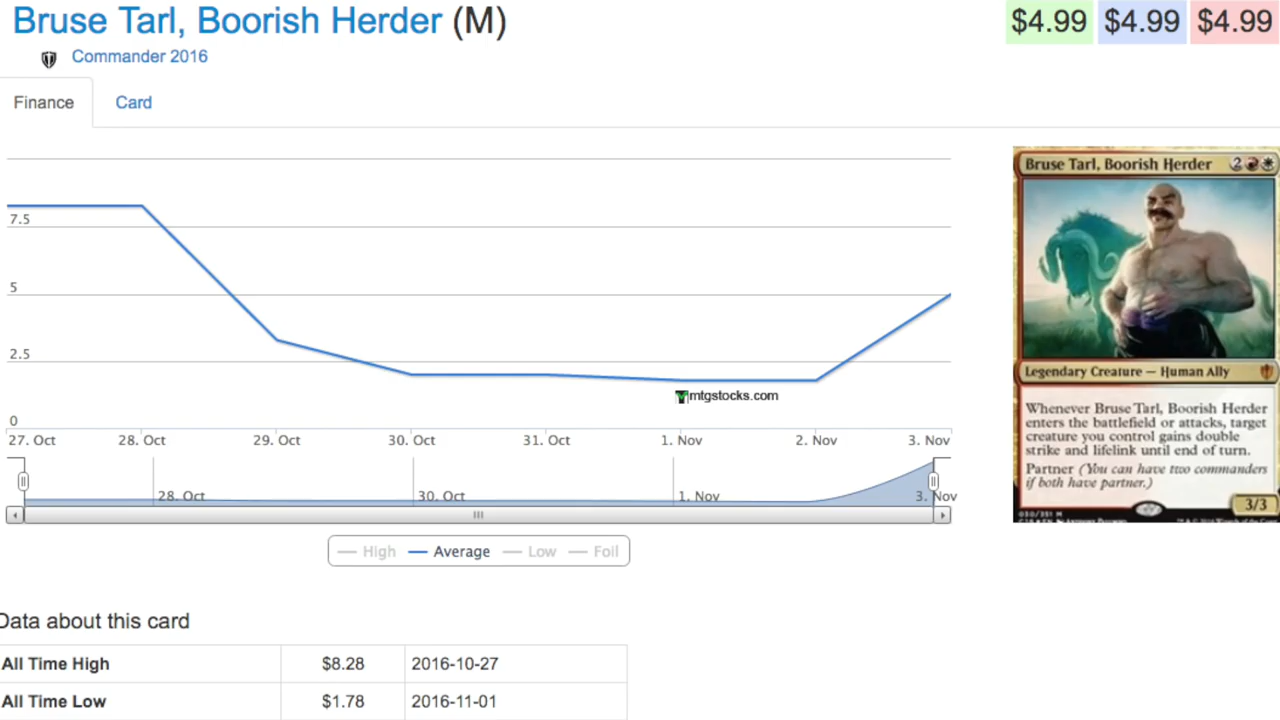 Bruse Tarl, Boorish Herder (M)
$4.99 $4.99 $4.99
Commander 2016
Finance Card
7.5
5
2.5
0
27. Oct 28. Oct 29. Oct 30. Oct 31. Oct 1. Nov 2. Nov 3. Nov
mtgstocks.com
28. Oct 30. Oct 1. Nov 3. Nov
High Average Low Foil
Bruse Tarl, Boorish Herder 2
Legendary Creature — Human Ally
Whenever Bruse Tarl, Boorish Herder
enters the battlefield or attacks, target
creature you control gains double
strike and lifelink until end of turn.
Partner (You can have two commanders
if both have partner.)
3/3
Data about this card
All Time High $8.28 2016-10-27
All Time Low $1.78 2016-11-01